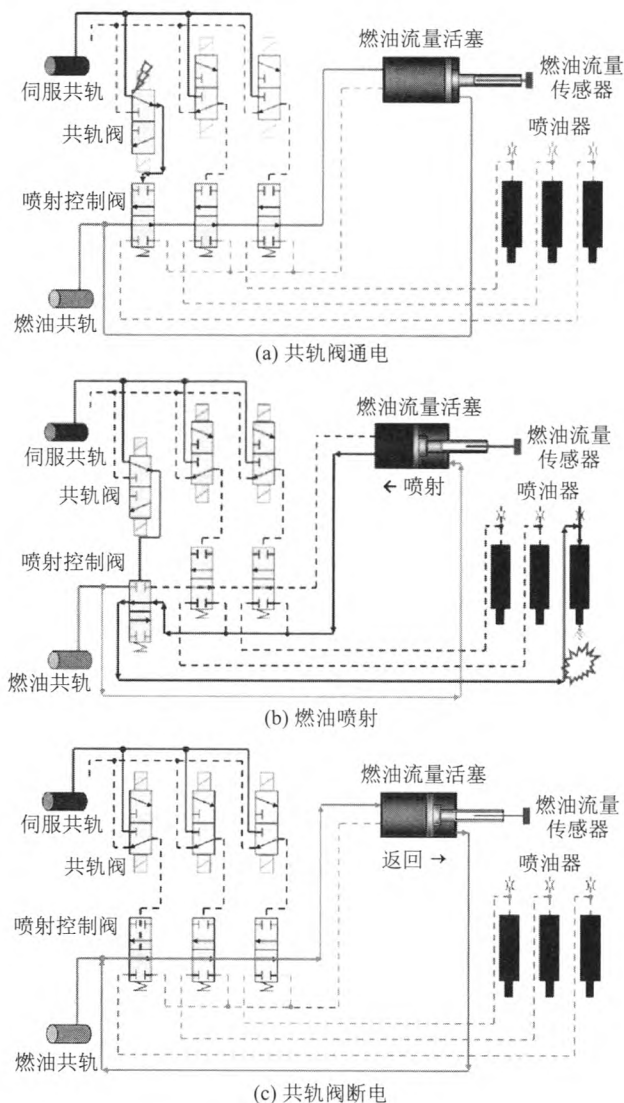 燃油流量活塞
燃油流量
传感器
伺服共轨
共轨阀
喷油器
喷射控制阀
燃油共轨
(a) 共轨阀通电
燃油流量活塞
燃油流量
传感器
伺服共轨
← 喷射
共轨阀
喷油器
喷射控制阀
燃油共轨
(b) 燃油喷射
燃油流量活塞
燃油流量
传感器
伺服共轨
返回 →
共轨阀
喷油器
喷射控制阀
燃油共轨
(c) 共轨阀断电